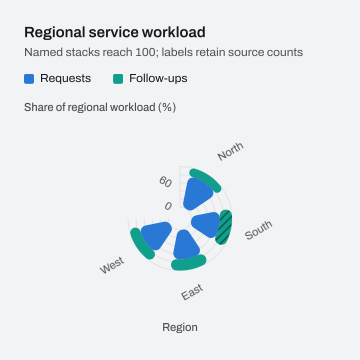 Regional service workload
Named stacks reach 100; labels retain source counts
Requests
Follow-ups
Share of regional workload (%)
North
60
0
South
West
East
Region